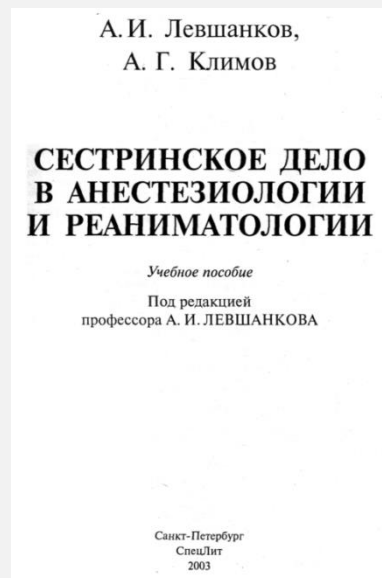 А. И. Левшанков,
А. Г. Климов
СЕСТРИНСКОЕ ДЕЛО
В АНЕСТЕЗИОЛОГИИ
И РЕАНИМАТОЛОГИИ
Учебное пособие
Под редакцией
профессора А. И. ЛЕВШАНКОВА
Санкт-Петербург
СпецЛит
2003